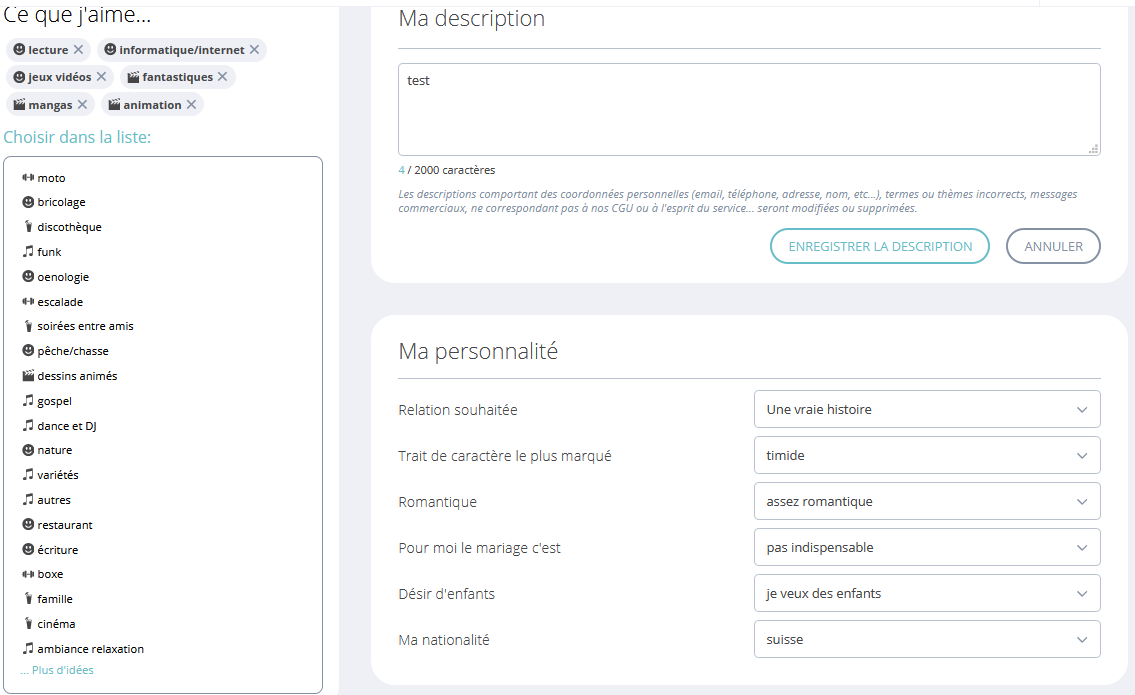 Ce que j'aime...
lecture
informatique/internet
jeux vidéos
fantastiques
mangas
animation
Choisir dans la liste:
moto
bricolage
discothèque
funk
oenologie
escalade
soirées entre amis
pêche/chasse
dessins animés
gospel
dance et DJ
nature
variétés
autres
restaurant
écriture
boxe
famille
cinéma
ambiance relaxation
... Plus d'idées
Ma description
test
4 / 2000 caractères
Les descriptions comportant des coordonnées personnelles (email, téléphone, adresse, nom, etc...), termes ou thèmes incorrects, messages
commerciaux, ne correspondant pas à nos CGU ou à l'esprit du service... seront modifiées ou supprimées.
ENREGISTRER LA DESCRIPTION
ANNULER
Ma personnalité
Relation souhaitée
Une vraie histoire
Trait de caractère le plus marqué
timide
Romantique
assez romantique
Pour moi le mariage c'est
pas indispensable
Désir d'enfants
je veux des enfants
Ma nationalité
suisse